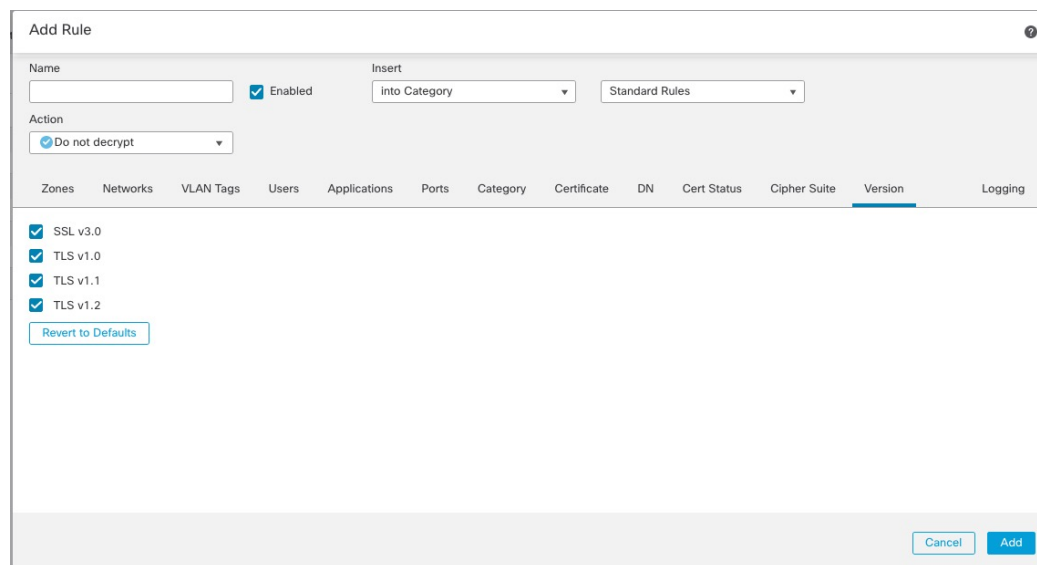 Add Rule
Name
Insert
Enabled
into Category
Standard Rules
Action
Do not decrypt
Zones Networks VLAN Tags Users Applications Ports Category Certificate DN Cert Status Cipher Suite Version Logging
SSL v3.0
TLS v1.0
TLS v1.1
TLS v1.2
Revert to Defaults
Cancel Add